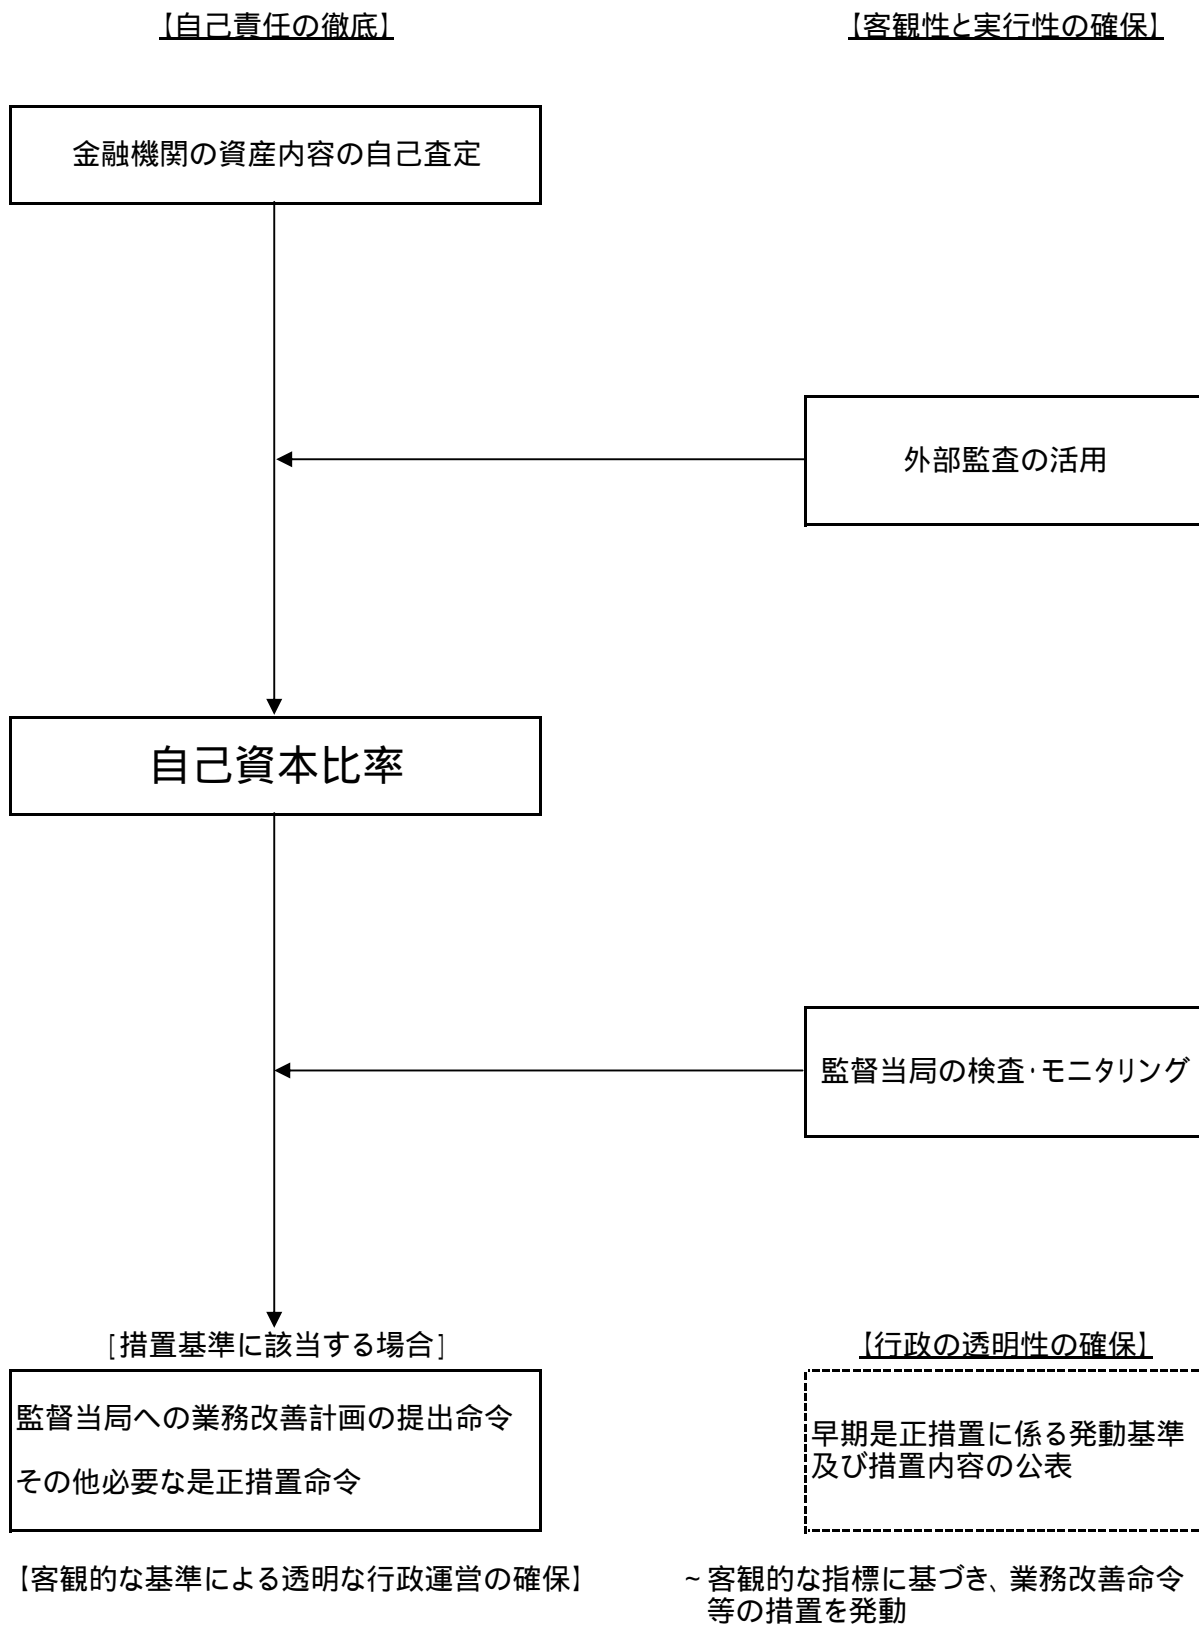 【自己責任の徹底】
【客観性と実行性の確保】
金融機関の資産内容の自己査定
外部監査の活用
自己資本比率
監督当局の検査・モニタリング
[措置基準に該当する場合]
【行政の透明性の確保】
監督当局への業務改善計画の提出命令
その他必要な是正措置命令
早期是正措置に係る発動基準
及び措置内容の公表
【客観的な基準による透明な行政運営の確保】
~客観的な指標に基づき、業務改善命令
等の措置を発動